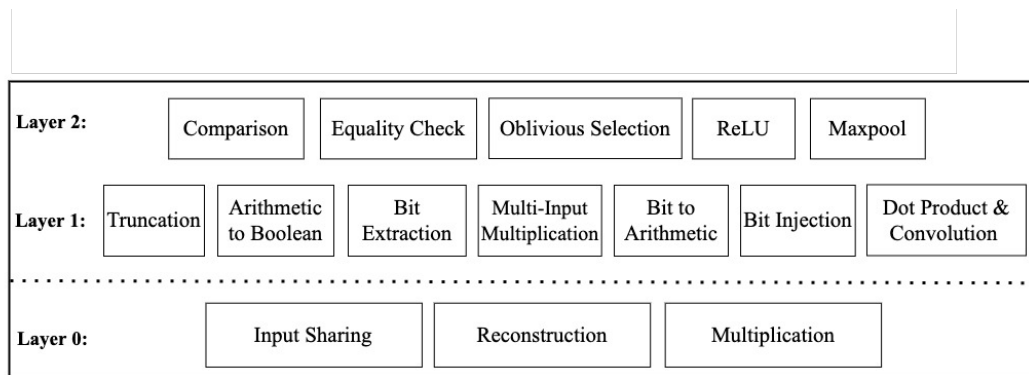 Layer 2:
Comparison
Equality Check
Oblivious Selection
ReLU
Maxpool
Layer 1:
Truncation
Arithmetic
to Boolean
Bit
Extraction
Multi-Input
Multiplication
Bit to
Arithmetic
Bit Injection
Dot Product &
Convolution
Layer 0:
Input Sharing
Reconstruction
Multiplication